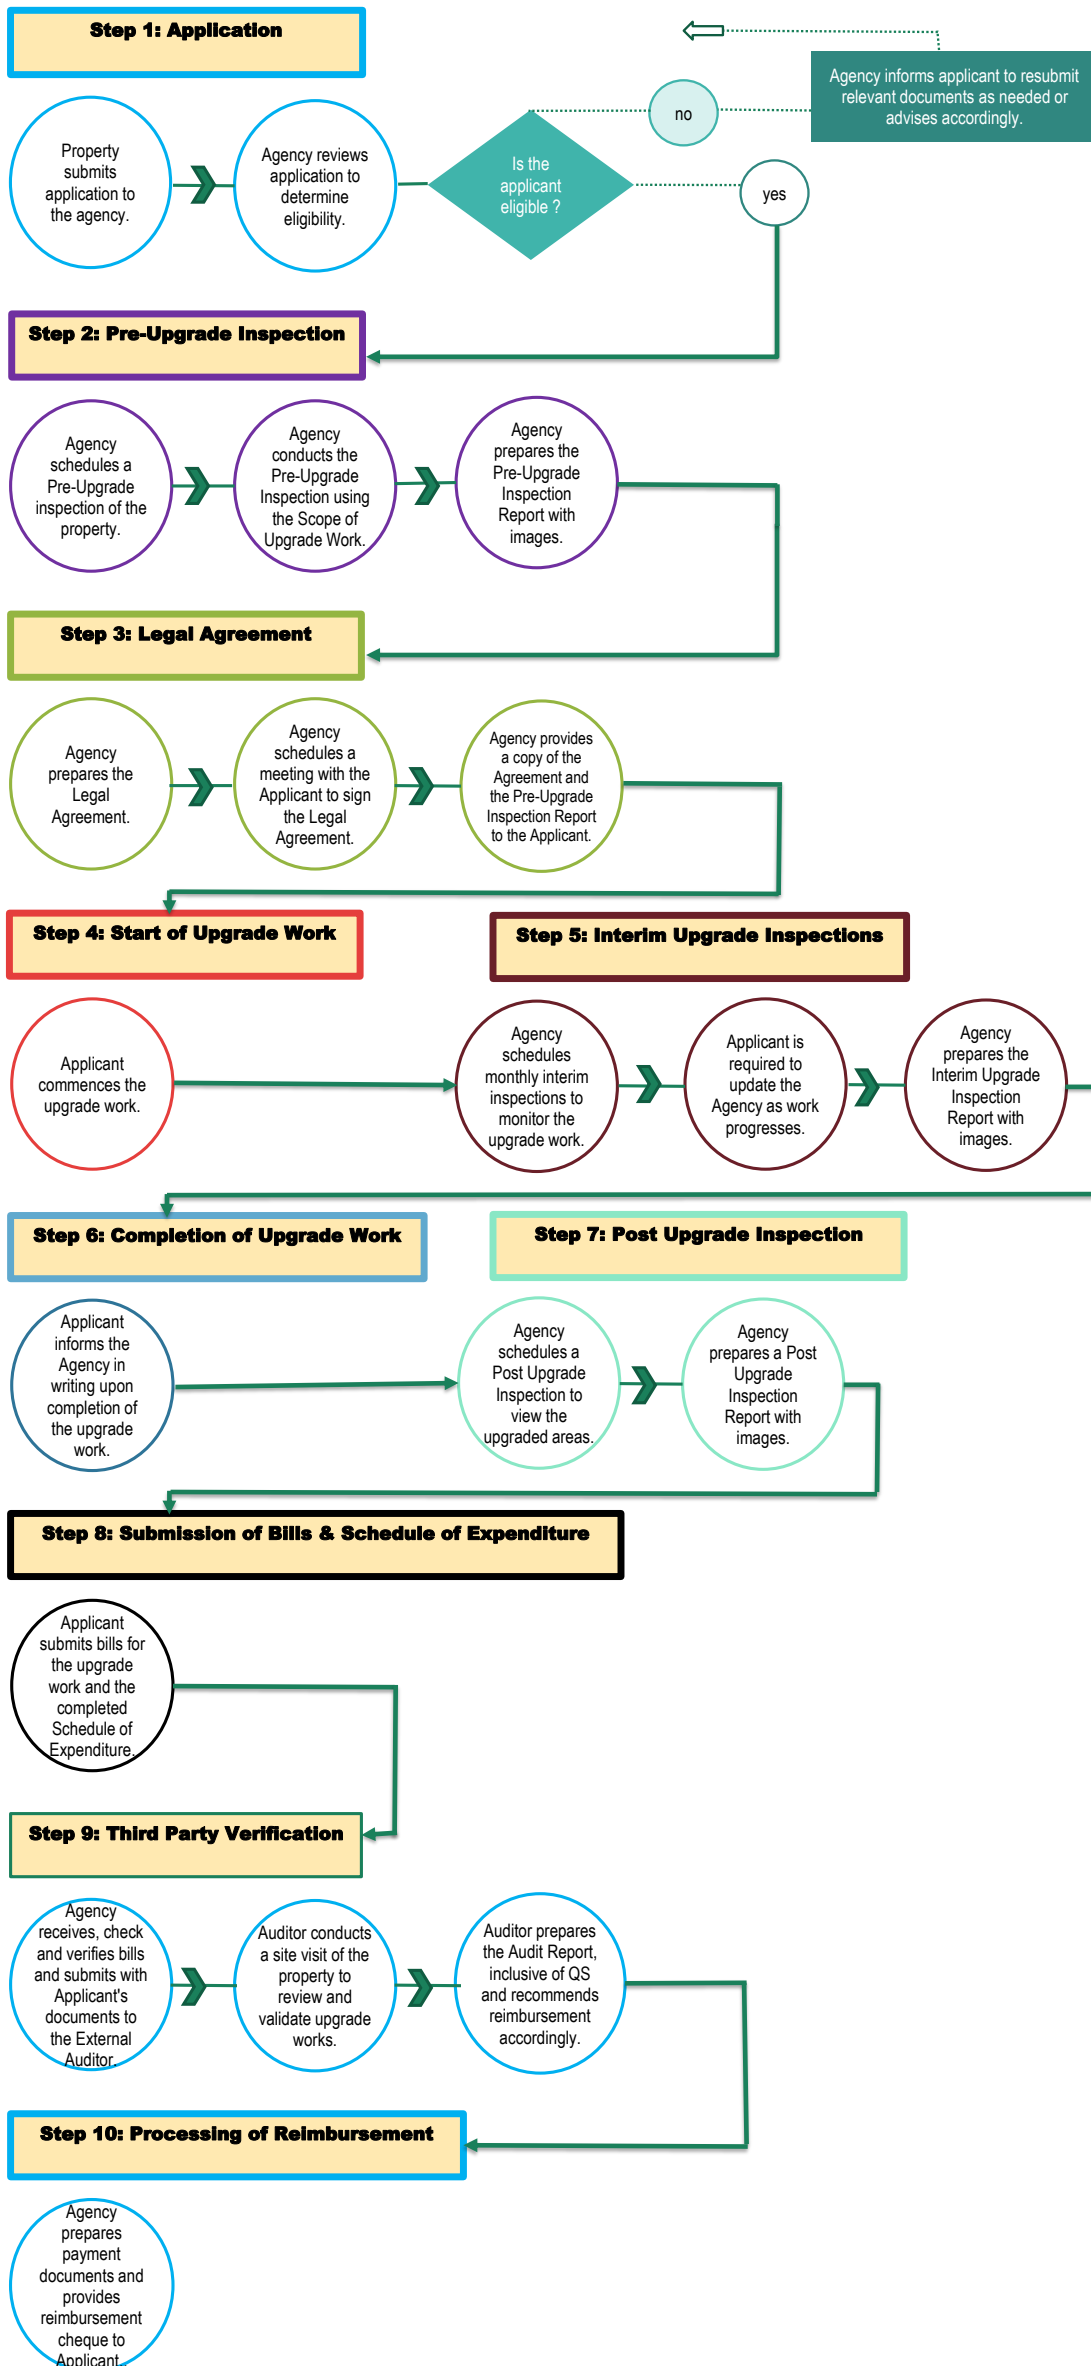 Step 1: Application
Agency informs applicant to resubmit
relevant documents as needed or
advises accordingly.
no
Property
submits
application to
the agency.
Agency reviews
application to
determine
eligibility.
Is the
applicant
eligible ?
yes
Step 2: Pre-Upgrade Inspection
Agency
schedules a
Pre-Upgrade
inspection of the
property.
Agency
conducts the
Pre-Upgrade
Inspection using
the Scope of
Upgrade Work.
Agency
prepares the
Pre-Upgrade
Inspection
Report with
images.
Step 3: Legal Agreement
Agency
prepares the
Legal
Agreement.
Agency
schedules a
meeting with the
Applicant to sign
the Legal
Agreement.
Agency provides
a copy of the
Agreement and
the Pre-Upgrade
Inspection Report
to the Applicant.
Step 4: Start of Upgrade Work
Step 5: Interim Upgrade Inspections
Applicant
commences the
upgrade work.
Agency
schedules
monthly interim
inspections to
monitor the
upgrade work.
Applicant is
required to
update the
Agency as work
progresses.
Agency
prepares the
Interim Upgrade
Inspection
Report with
images.
Step 6: Completion of Upgrade Work
Step 7: Post Upgrade Inspection
Applicant
informs the
Agency in
writing upon
completion of
the upgrade
work.
Agency
schedules a
Post Upgrade
Inspection to
view the
upgraded areas.
Agency
prepares a Post
Upgrade
Inspection
Report with
images.
Step 8: Submission of Bills & Schedule of Expenditure
Applicant
submits bills for
the upgrade
work and the
completed
Schedule of
Expenditure.
Step 9: Third Party Verification
Agency
receives, check
and verifies bills
and submits with
Applicant's
documents to
the External
Auditor.
Auditor conducts
a site visit of the
property to
review and
validate upgrade
works.
Auditor prepares
the Audit Report,
inclusive of QS
and recommends
reimbursement
accordingly.
Step 10: Processing of Reimbursement
Agency
prepares
payment
documents and
provides
reimbursement
cheque to
Applicant.